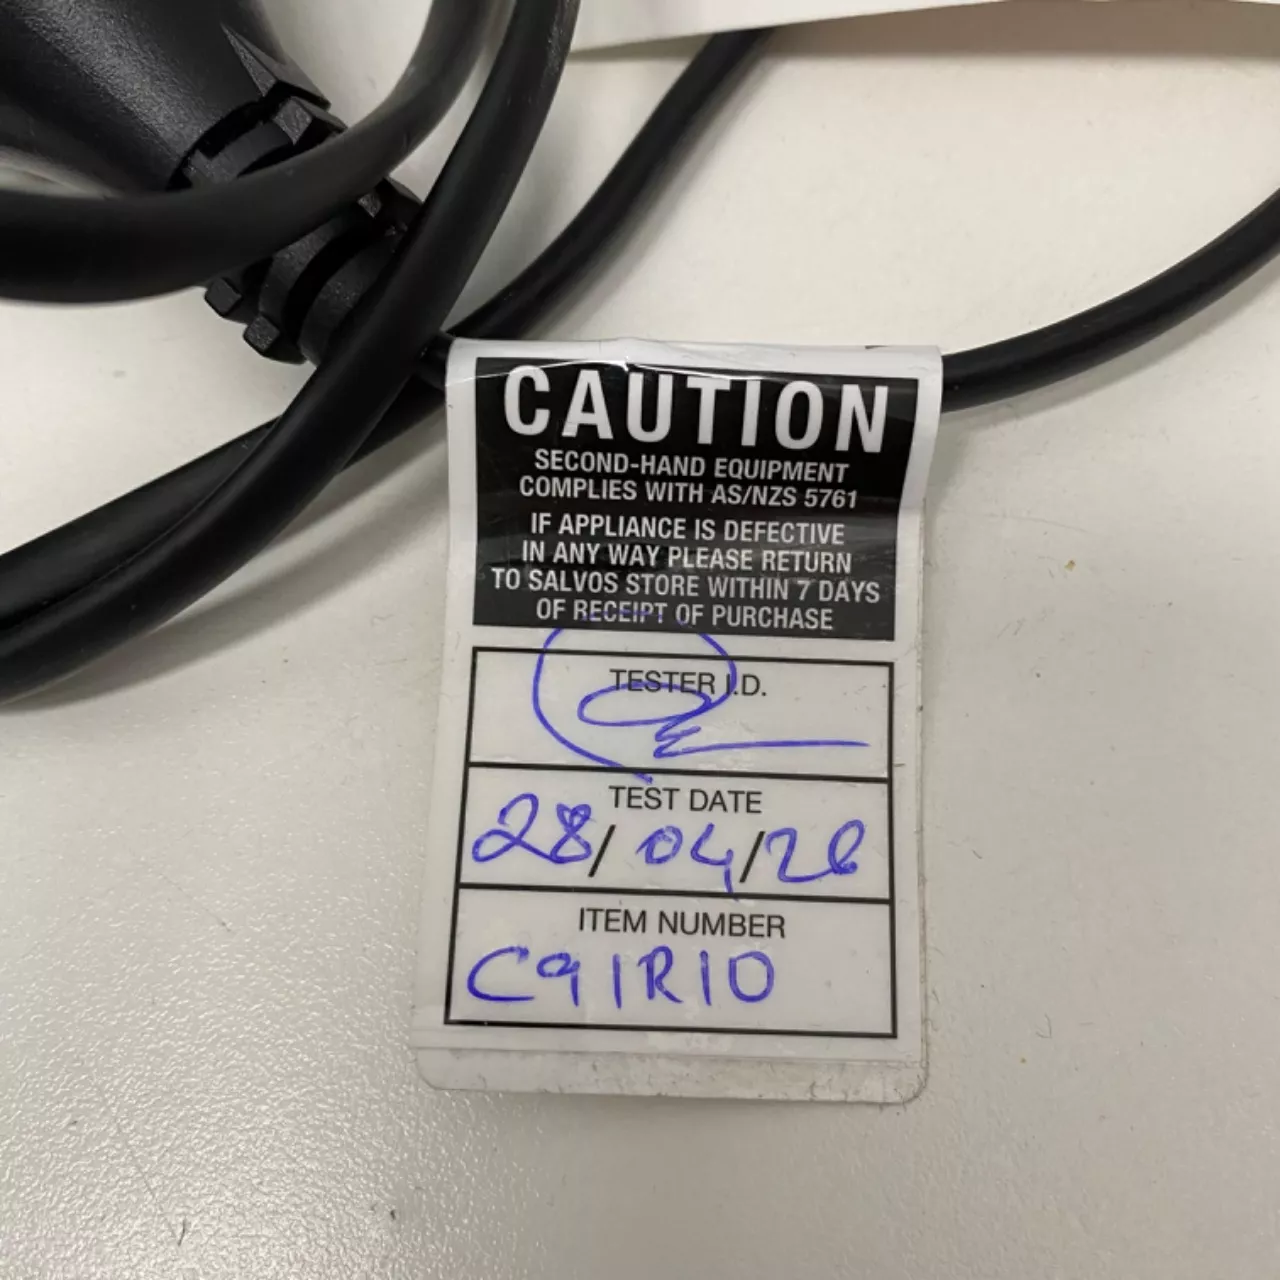 CAUTION
SECOND-HAND EQUIPMENT
COMPLIES WITH AS/NZS 5761
IF APPLIANCE IS DEFECTIVE
IN ANY WAY PLEASE RETURN
TO SALVOS STORE WITHIN 7 DAYS
OF RECEIPT OF PURCHASE
TESTER I.D.
TEST DATE
28/04/26
ITEM NUMBER
C91R10